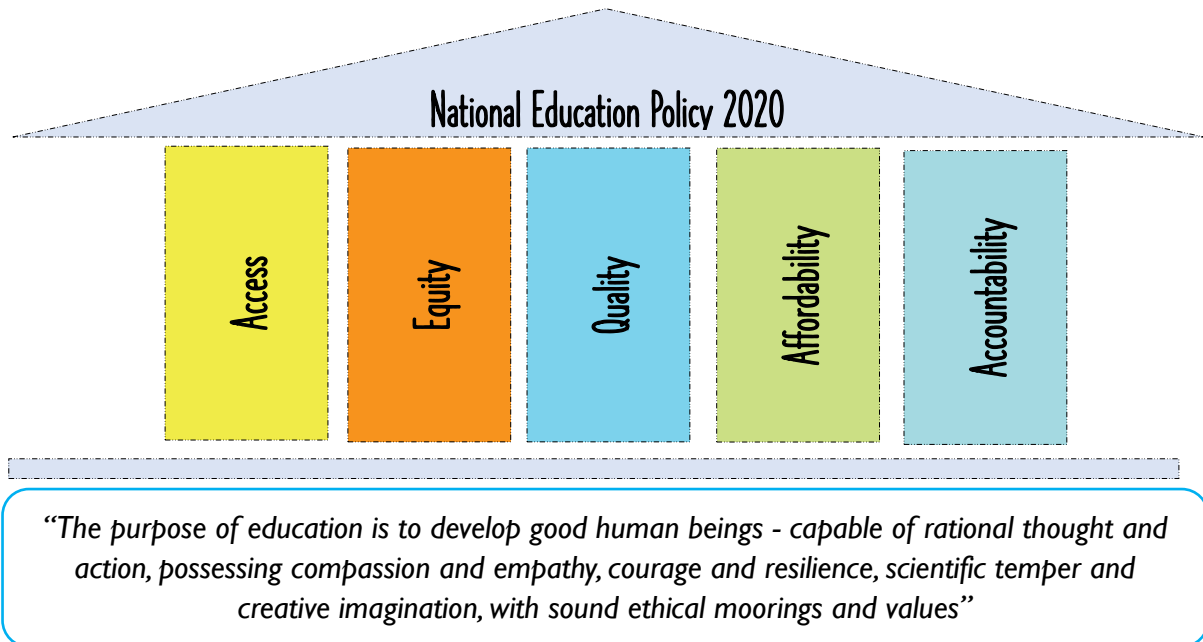 National Education Policy 2020
Access
Equity
Quality
Affordability
Accountability
“The purpose of education is to develop good human beings - capable of rational thought and
action, possessing compassion and empathy, courage and resilience, scientific temper and
creative imagination, with sound ethical moorings and values”